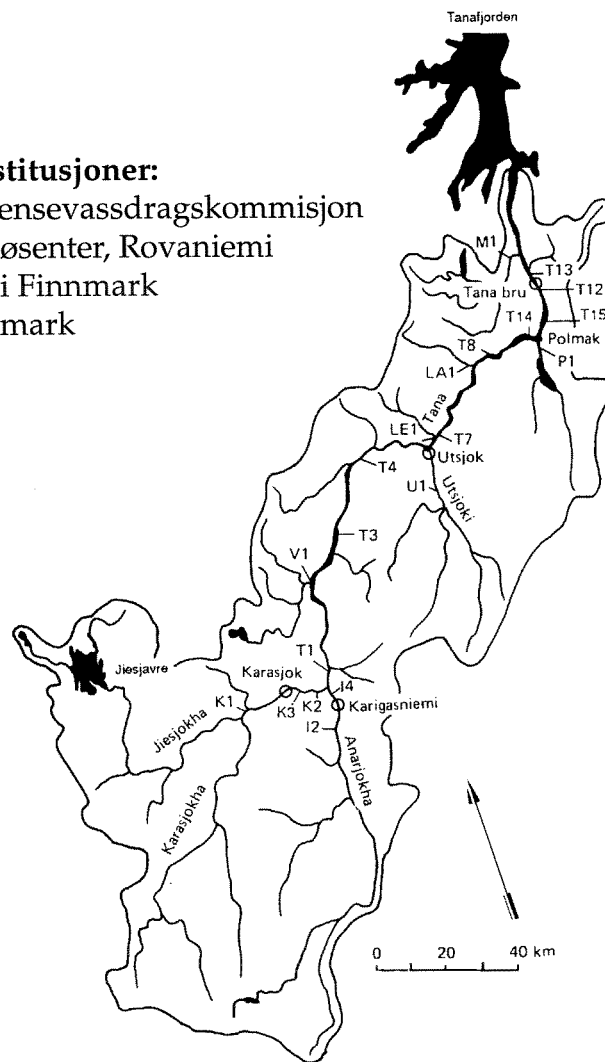 Tanafjorden
stitusjoner:
ensevassdragskommisjon
øsenter, Rovaniemi
i Finnmark
mark
M1
T13
Tana bru
T12
T14
T15
Polmak
T8
P1
LA1
Tana
LE1
T7
Utsjok
T4
U1
Utsjoki
T3
V1
T1
Jiesjavre
Karasjok
I4
K1
K3
K2
Karigasniemi
I2
Jiesjokha
Anarjokha
Karasjokha
0 20 40 km